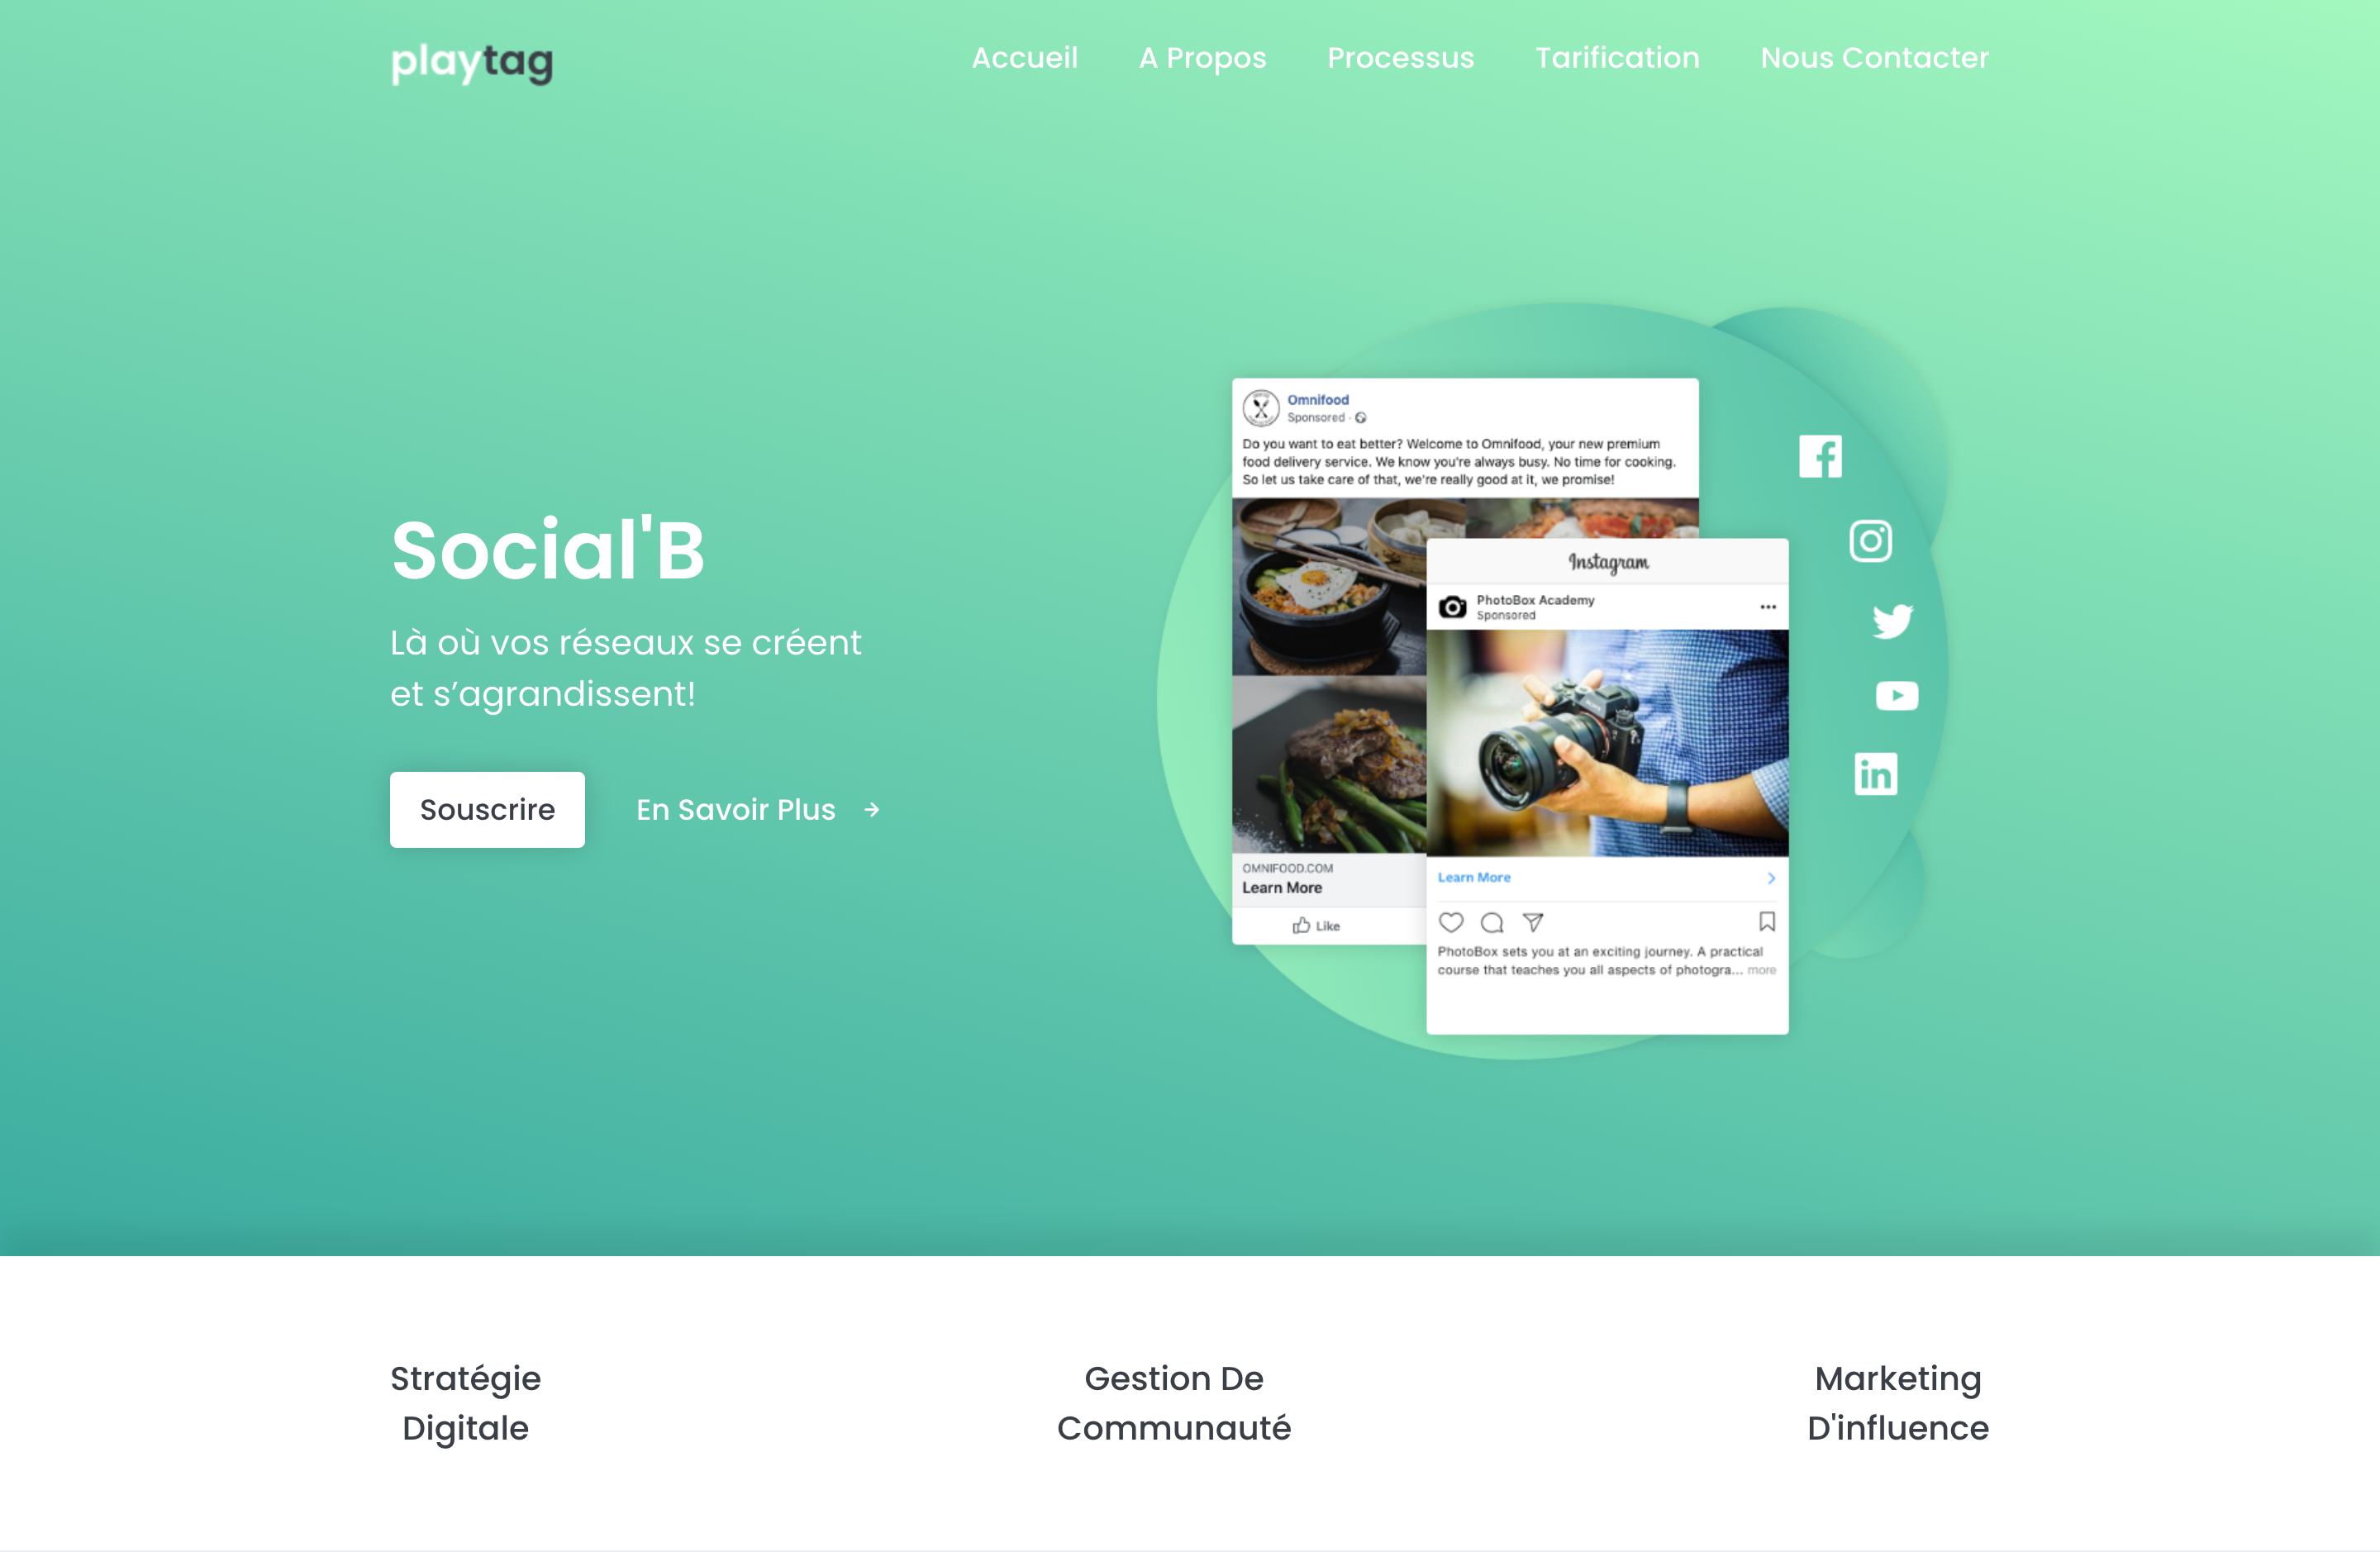 playtag
Accueil
A Propos
Processus
Tarification
Nous Contacter
Social'B
Là où vos réseaux se créent
et s’agrandissent!
Souscrire
En Savoir Plus
Omnifood
Sponsored ·
Do you want to eat better? Welcome to Omnifood, your new premium
food delivery service. We know you're always busy. No time for cooking.
So let us take care of that, we're really good at it, we promise!
OMNIFOOD.COM
Learn More
Like
Instagram
PhotoBox Academy
Sponsored
Learn More
PhotoBox sets you at an exciting journey. A practical
course that teaches you all aspects of photogra... more
Stratégie
Digitale
Gestion De
Communauté
Marketing
D'influence